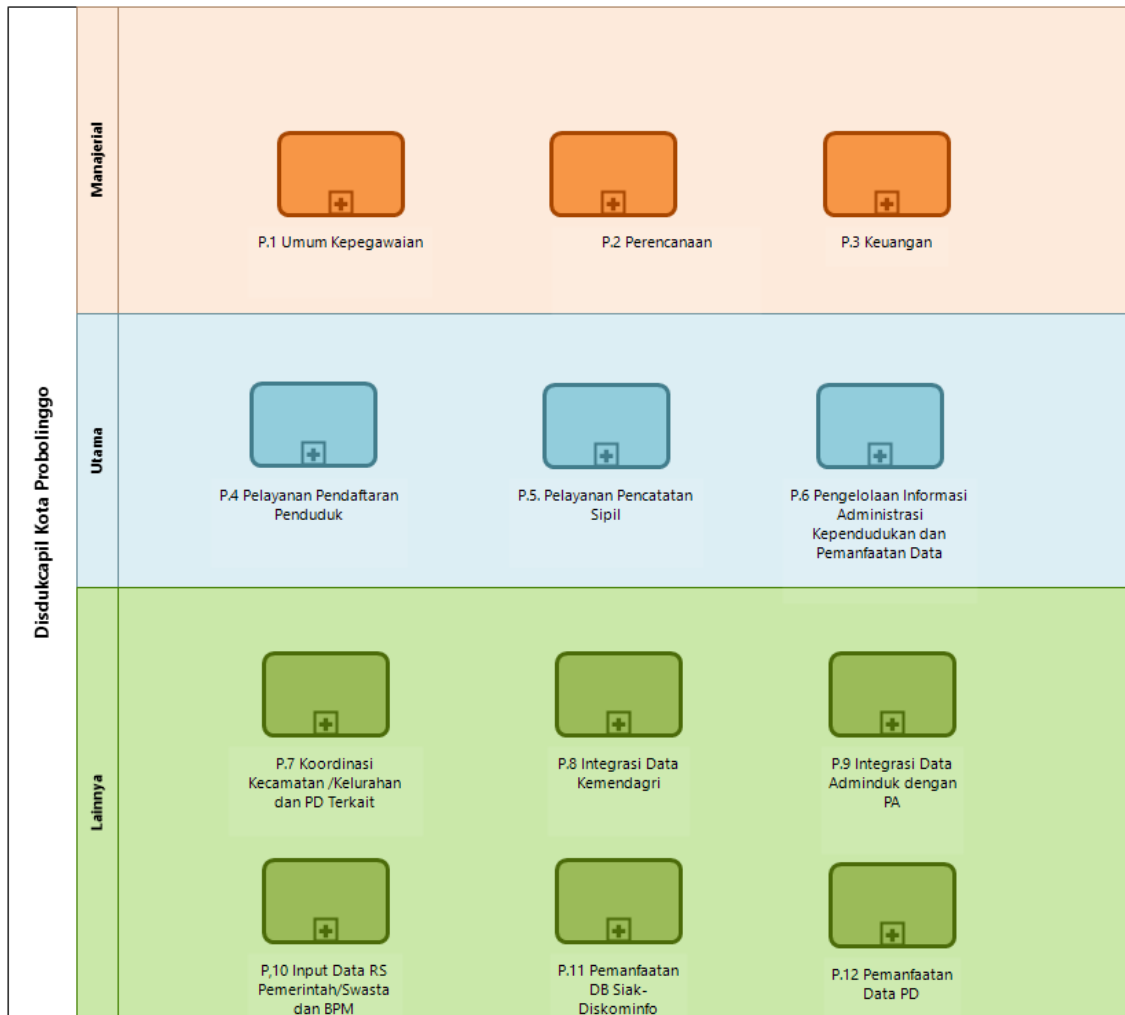 Disdukcapil Kota Probolinggo
Manajerial
P.1 Umum Kepegawaian
P.2 Perencanaan
P.3 Keuangan
Utama
P.4 Pelayanan Pendaftaran
Penduduk
P.5. Pelayanan Pencatatan
Sipil
P.6 Pengelolaan Informasi
Administrasi
Kependudukan dan
Pemanfaatan Data
Lainnya
P.7 Koordinasi
Kecamatan /Kelurahan
dan PD Terkait
P.8 Integrasi Data
Kemendagri
P.9 Integrasi Data
Adminduk dengan
PA
P,10 Input Data RS
Pemerintah/Swasta
dan BPM
P.11 Pemanfaatan
DB Siak-
Diskominfo
P.12 Pemanfaatan
Data PD